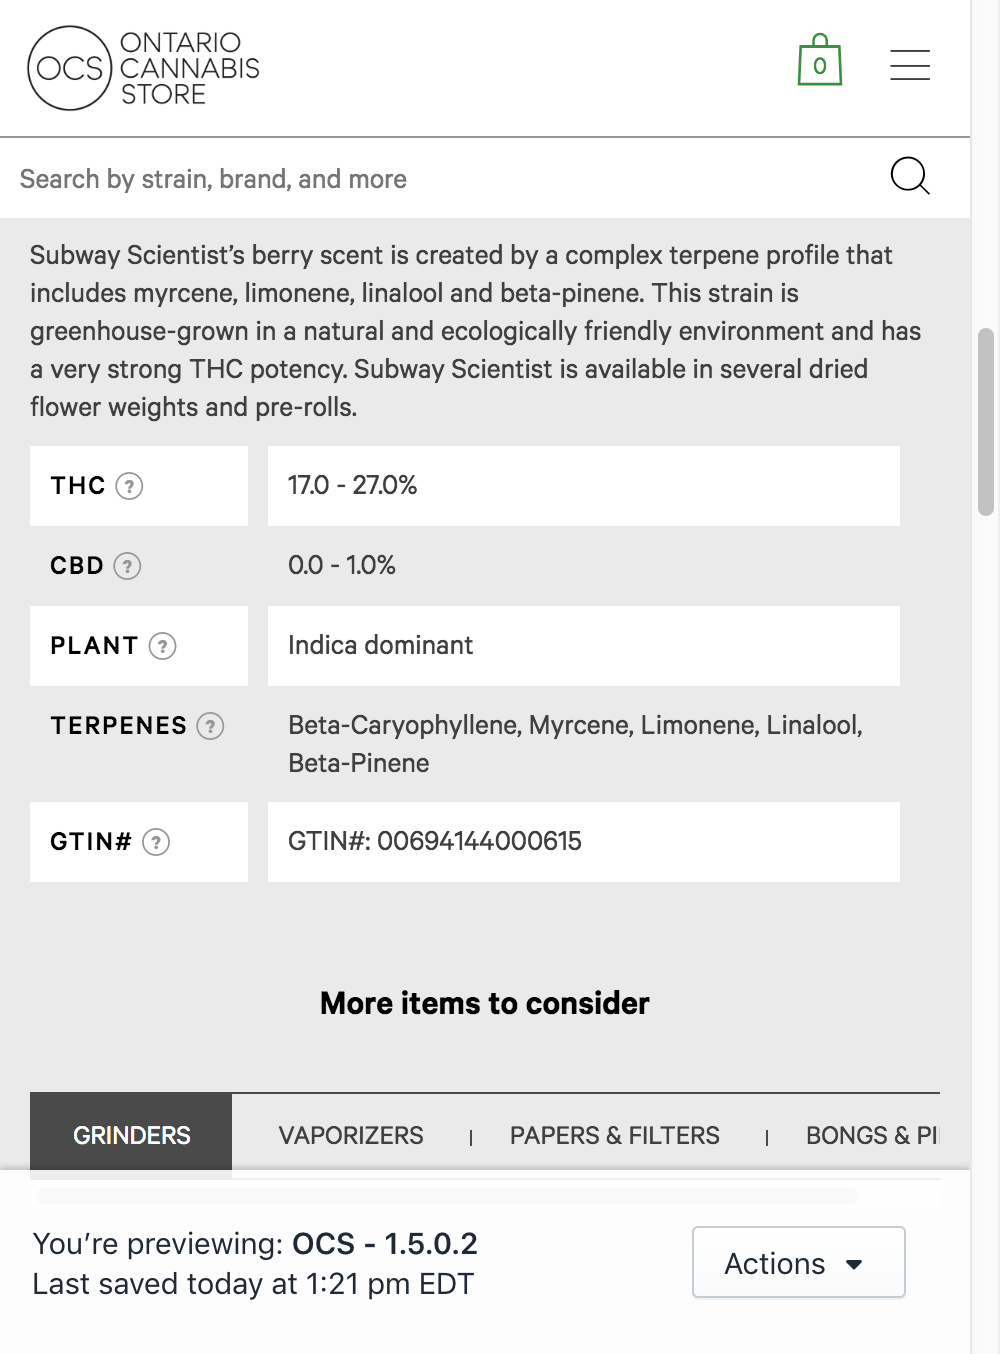 OCS
ONTARIO
CANNABIS
STORE
0
Search by strain, brand, and more
Subway Scientist’s berry scent is created by a complex terpene profile that
includes myrcene, limonene, linalool and beta-pinene. This strain is
greenhouse-grown in a natural and ecologically friendly environment and has
a very strong THC potency. Subway Scientist is available in several dried
flower weights and pre-rolls.
THC ? 17.0 - 27.0%
CBD ? 0.0 - 1.0%
PLANT ? Indica dominant
TERPENES ? Beta-Caryophyllene, Myrcene, Limonene, Linalool,
Beta-Pinene
GTIN# ? GTIN#: 00694144000615
More items to consider
GRINDERS VAPORIZERS | PAPERS & FILTERS | BONGS & PI
You’re previewing: OCS - 1.5.0.2
Last saved today at 1:21 pm EDT
Actions